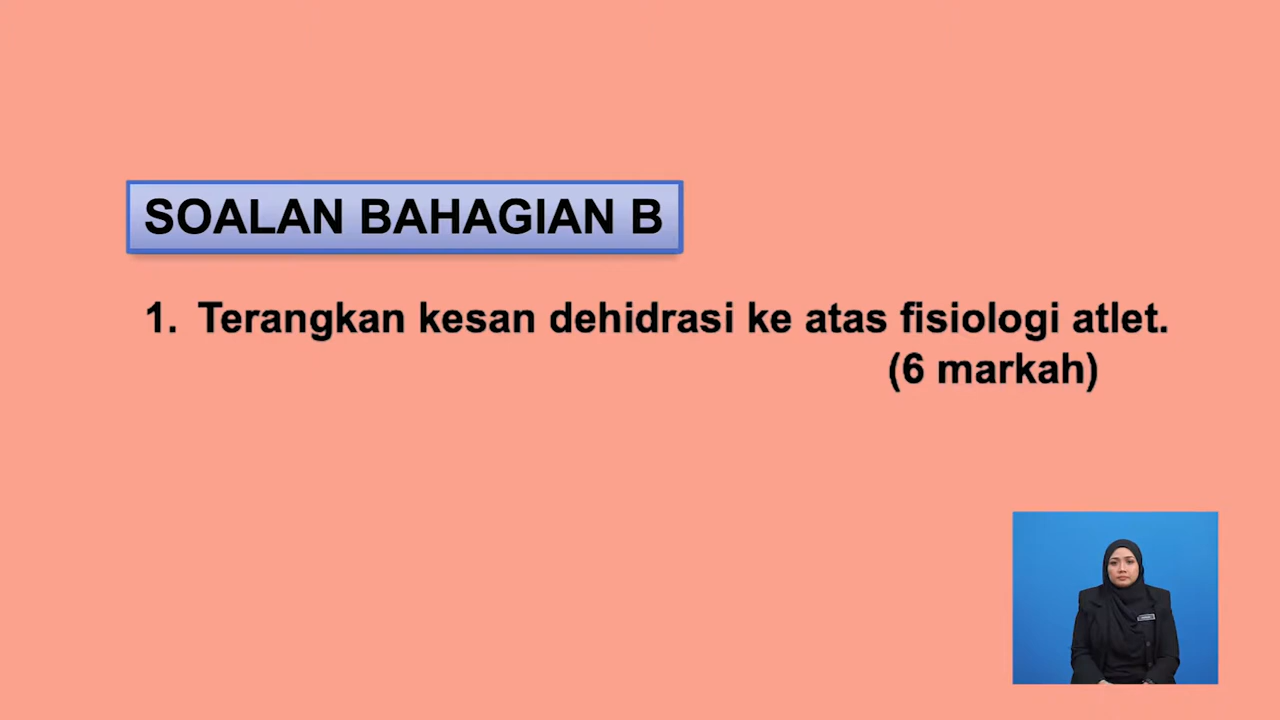 SOALAN BAHAGIAN B
1. Terangkan kesan dehidrasi ke atas fisiologi atlet.
(6 markah)